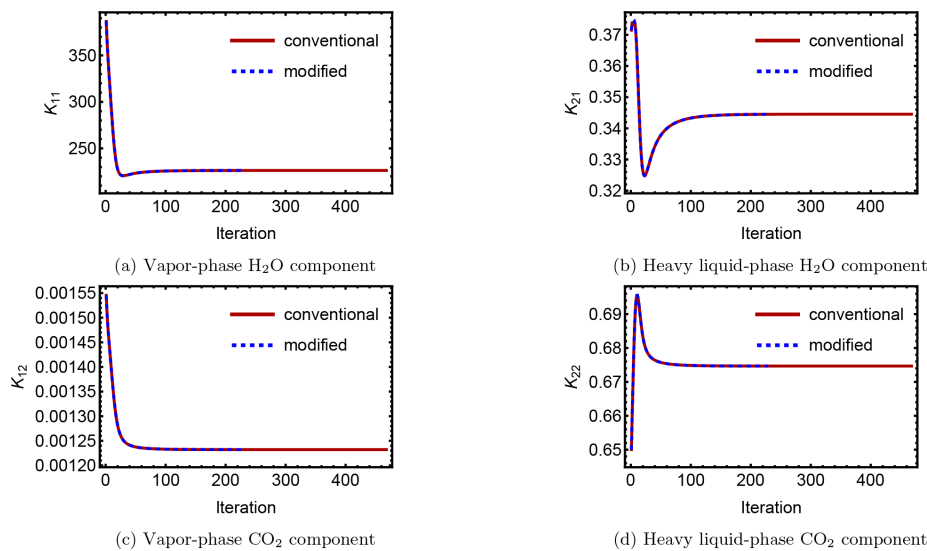 350
300
250
K11
conventional
modified
0 100 200 300 400
Iteration
(a) Vapor-phase H₂O component
0.37
0.36
0.35
0.34
0.33
0.32
K21
conventional
modified
0 100 200 300 400
Iteration
(b) Heavy liquid-phase H₂O component
0.00155
0.00150
0.00145
0.00140
0.00135
0.00130
0.00125
0.00120
K12
conventional
modified
0 100 200 300 400
Iteration
(c) Vapor-phase CO₂ component
0.69
0.68
0.67
0.66
0.65
K22
conventional
modified
0 100 200 300 400
Iteration
(d) Heavy liquid-phase CO₂ component